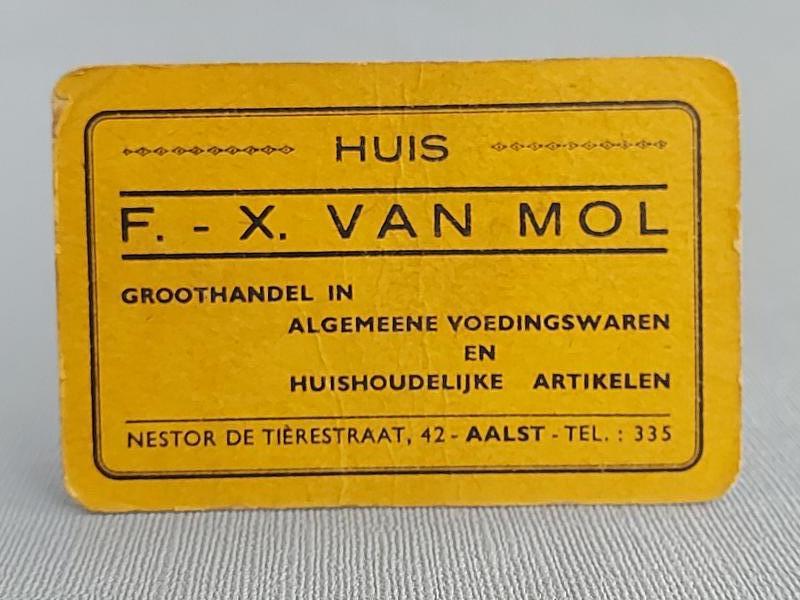 HUIS
F. - X. VAN MOL
GROOTHANDEL IN
ALGEMEENE VOEDINGSWAREN
EN
HUISHOUDELIJKE ARTIKELEN
NESTOR DE TIÈRESTRAAT, 42 - AALST - TEL. : 335